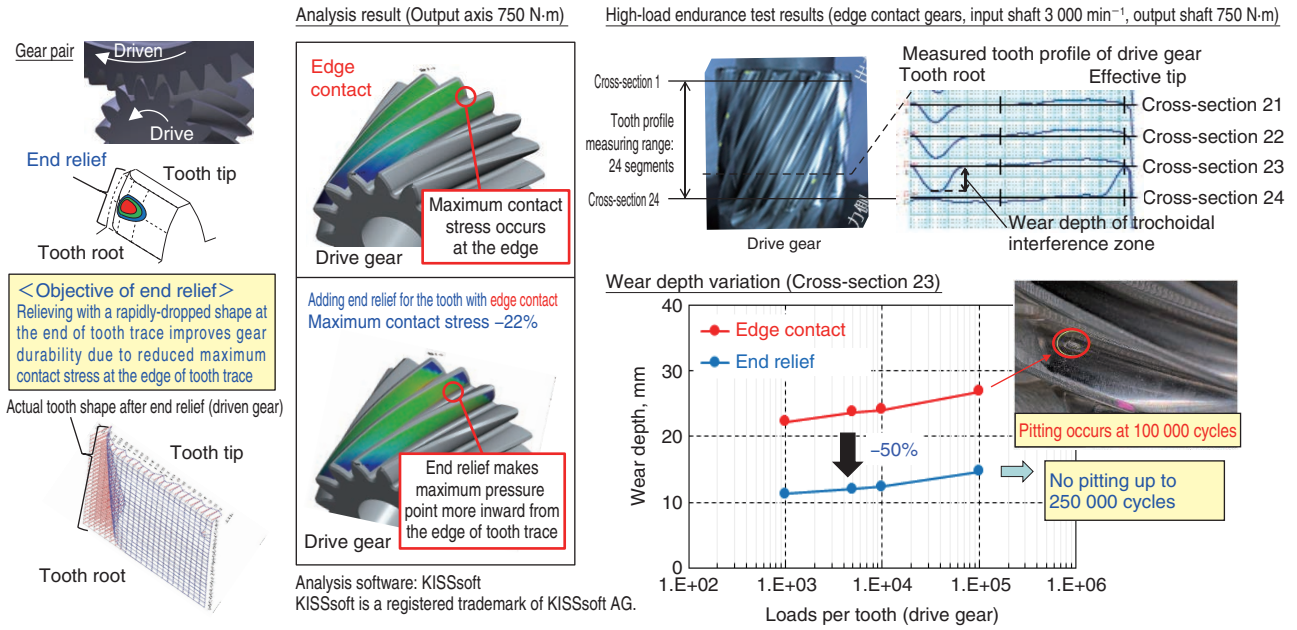 Gear pair
Driven
Drive
End relief
Tooth tip
Tooth root
<Objective of end relief>
Relieving with a rapidly-dropped shape at
the end of tooth trace improves gear
durability due to reduced maximum
contact stress at the edge of tooth trace
Actual tooth shape after end relief (driven gear)
Tooth tip
Tooth root
Analysis result (Output axis 750 N·m)
Edge
contact
Maximum contact
stress occurs
at the edge
Drive gear
Adding end relief for the tooth with edge contact
Maximum contact stress –22%
End relief makes
maximum pressure
point more inward from
the edge of tooth trace
Drive gear
Analysis software: KISSsoft
KISSsoft is a registered trademark of KISSsoft AG.
High-load endurance test results (edge contact gears, input shaft 3 000 min⁻¹, output shaft 750 N·m)
Cross-section 1
Tooth profile
measuring range:
24 segments
Cross-section 24
Drive gear
Measured tooth profile of drive gear
Tooth root
Effective tip
Cross-section 21
Cross-section 22
Cross-section 23
Cross-section 24
Wear depth of trochoidal
interference zone
Wear depth variation (Cross-section 23)
Wear depth, mm
40
30
20
10
0
Edge contact
End relief
–50%
Pitting occurs at 100 000 cycles
No pitting up to
250 000 cycles
1.E+02
1.E+03
1.E+04
1.E+05
1.E+06
Loads per tooth (drive gear)